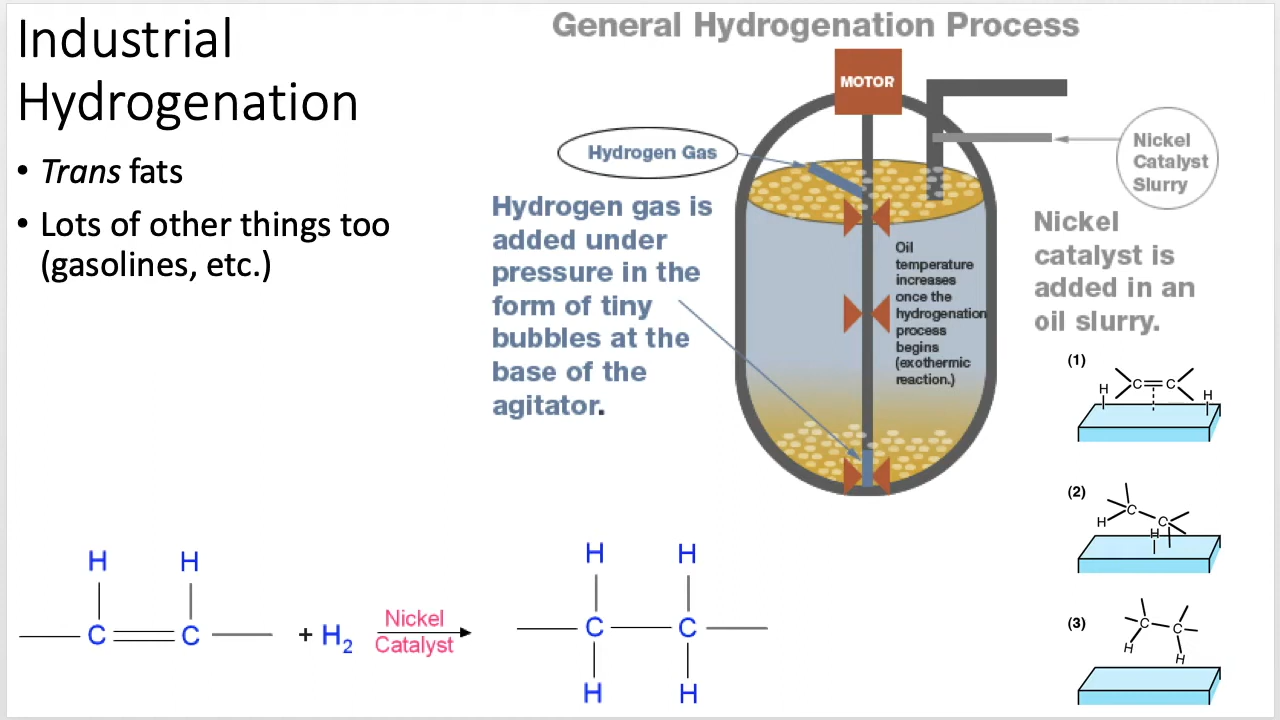 Industrial
Hydrogenation
• Trans fats
• Lots of other things too
(gasolines, etc.)
General Hydrogenation Process
MOTOR
Hydrogen Gas
Nickel
Catalyst
Slurry
Hydrogen gas is
added under
pressure in the
form of tiny
bubbles at the
base of the
agitator.
Oil
temperature
increases
once the
hydrogenation
process
begins
(exothermic
reaction.)
Nickel
catalyst is
added in an
oil slurry.
(1)
H C C H
(2)
H C C
H
(3)
C C
H H
H H
C C + H2
Nickel
Catalyst
H H
C C
H H